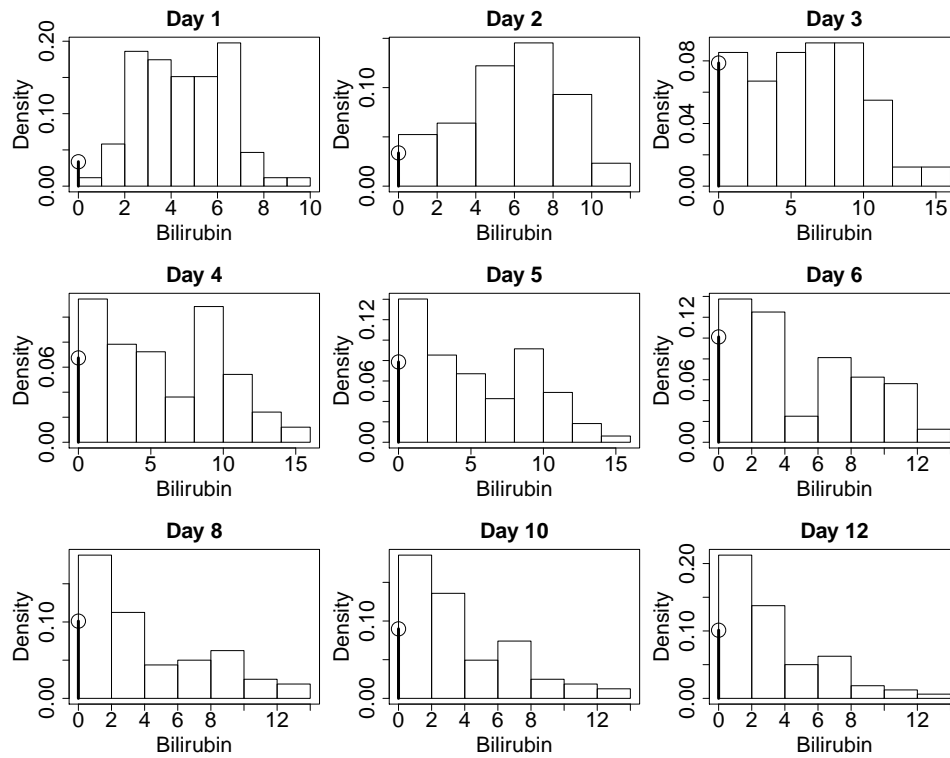 Day 1
Density
0.00 0.10 0.20
0 2 4 6 8 10
Bilirubin
Day 2
Density
0.00 0.10
0 2 4 6 8 10
Bilirubin
Day 3
Density
0.00 0.04 0.08
0 5 10 15
Bilirubin
Day 4
Density
0.00 0.06
0 5 10 15
Bilirubin
Day 5
Density
0.00 0.06 0.12
0 5 10 15
Bilirubin
Day 6
Density
0.00 0.06 0.12
0 2 4 6 8 12
Bilirubin
Day 8
Density
0.00 0.10
0 2 4 6 8 12
Bilirubin
Day 10
Density
0.00 0.10
0 2 4 6 8 12
Bilirubin
Day 12
Density
0.00 0.10 0.20
0 2 4 6 8 12
Bilirubin